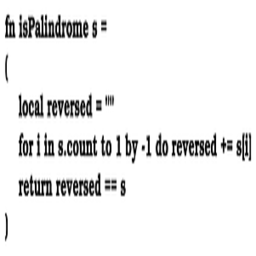 fn isPalindrome s =
(
local reversed = ""
for i in s.count to 1 by -1 do reversed += s[i]
return reversed == s
)